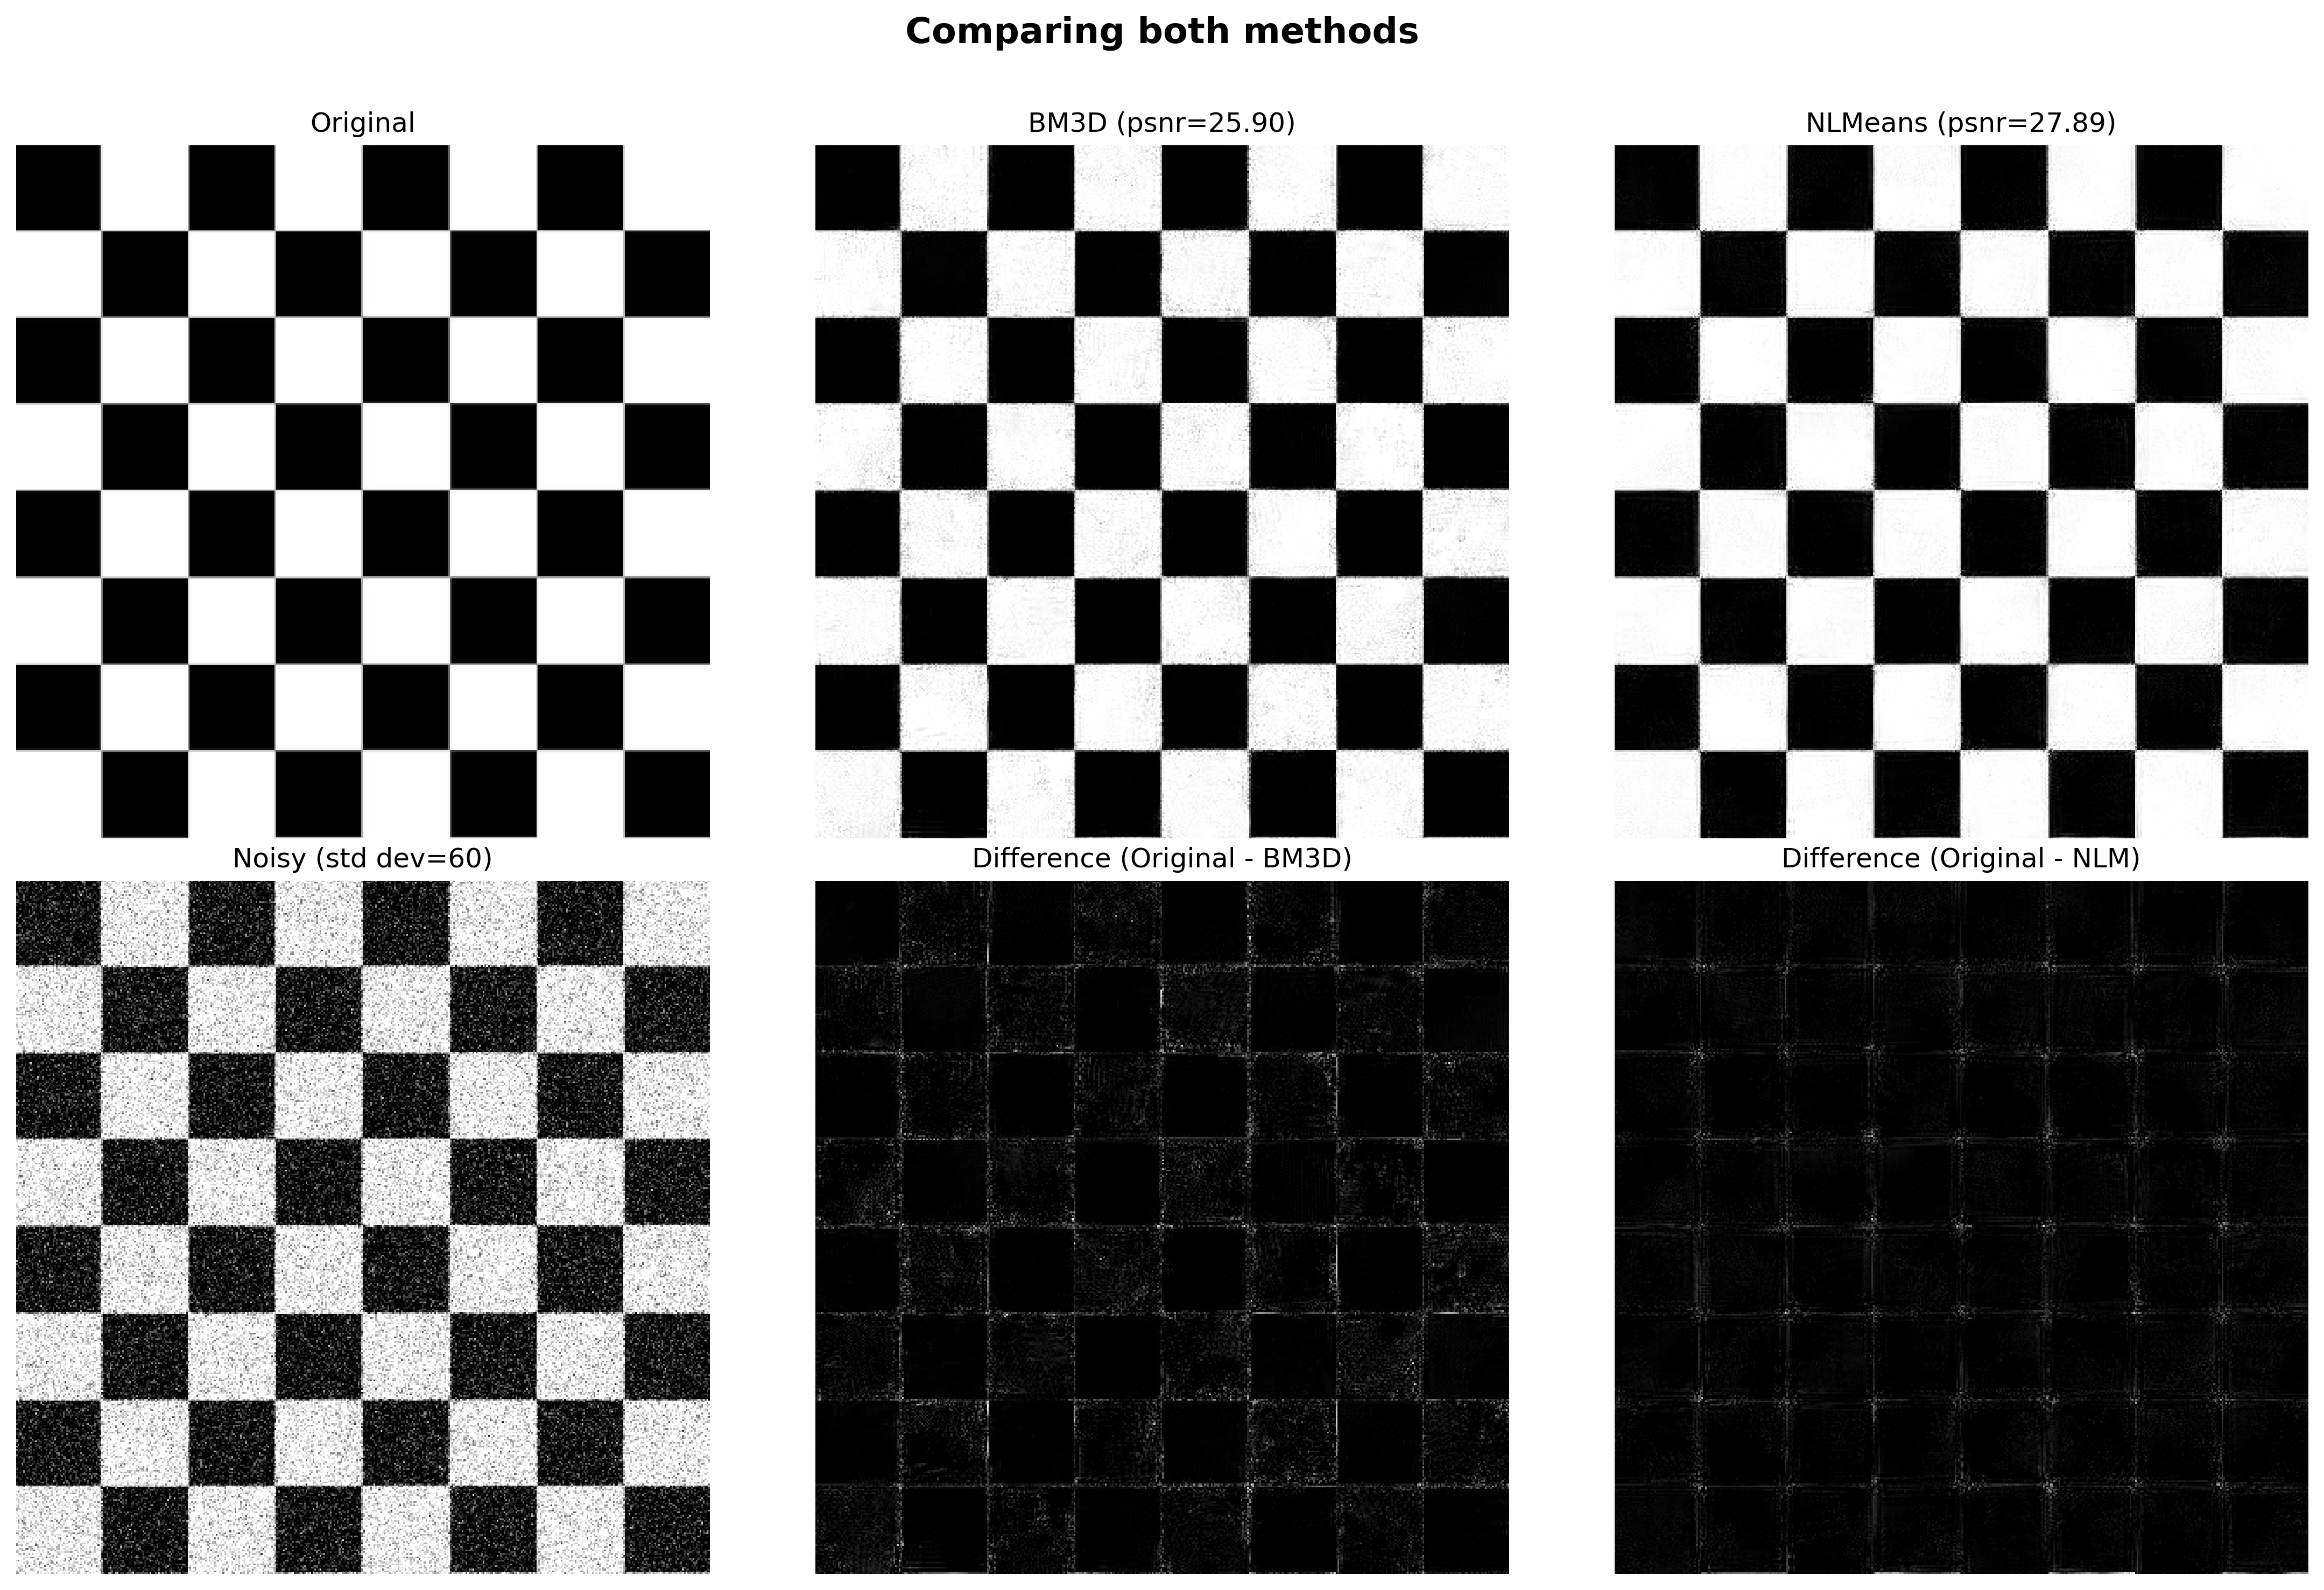 Comparing both methods
Original
BM3D (psnr=25.90)
NLMeans (psnr=27.89)
Noisy (std dev=60)
Difference (Original - BM3D)
Difference (Original - NLM)